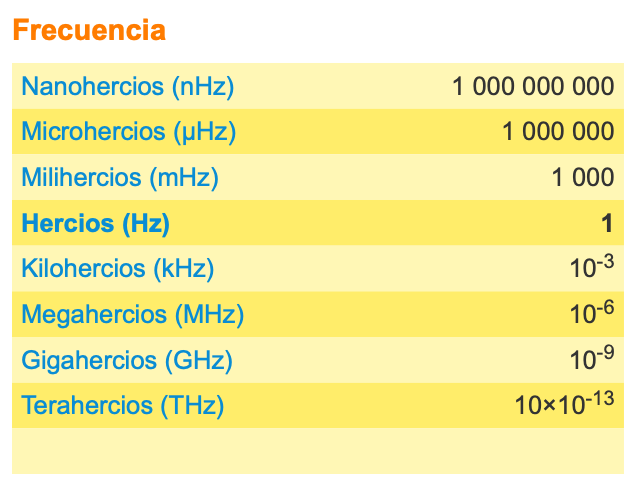 Frecuencia
Nanohercios (nHz) 1 000 000 000
Microhercios (µHz) 1 000 000
Milihercios (mHz) 1 000
Hercios (Hz) 1
Kilohercios (kHz) 10⁻³
Megahercios (MHz) 10⁻⁶
Gigahercios (GHz) 10⁻⁹
Terahercios (THz) 10×10⁻¹³